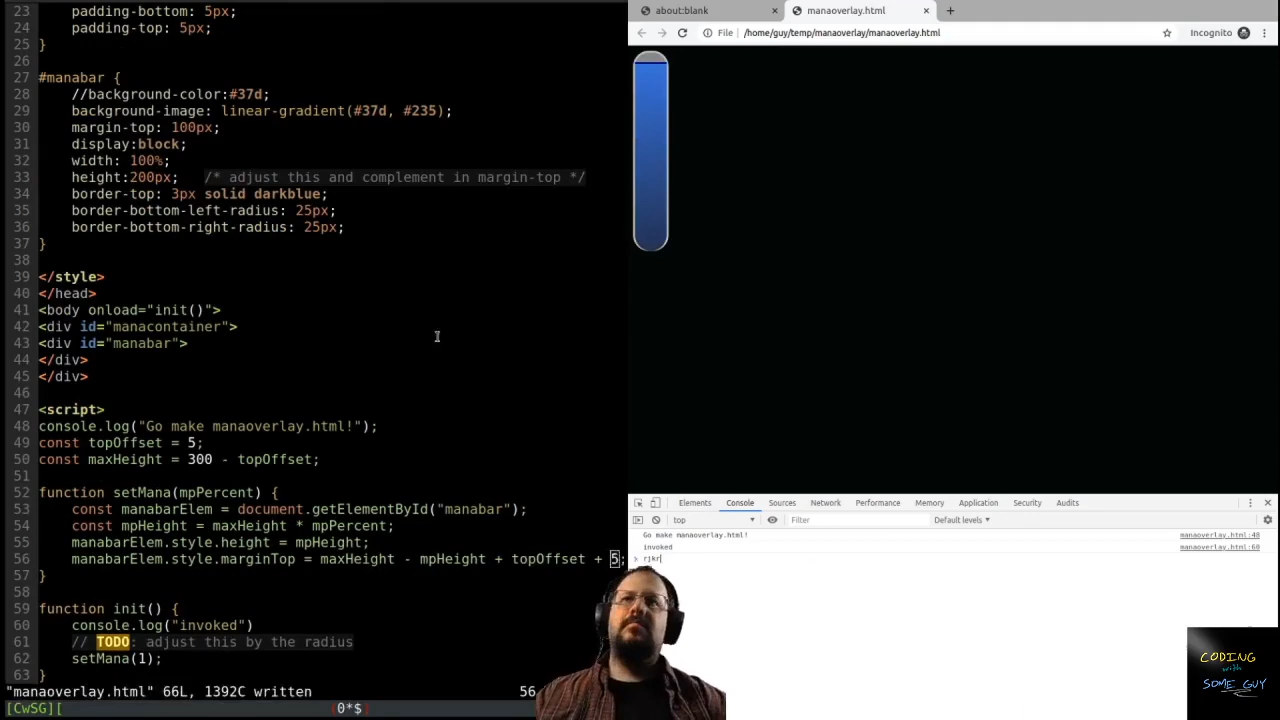 23     padding-bottom: 5px;
24     padding-top: 5px;
25 }
26
27 #manabar {
28     //background-color:#37d;
29     background-image: linear-gradient(#37d, #235);
30     margin-top: 100px;
31     display:block;
32     width: 100%;
33     height:200px;   /* adjust this and complement in margin-top */
34     border-top: 3px solid darkblue;
35     border-bottom-left-radius: 25px;
36     border-bottom-right-radius: 25px;
37 }
38
39 </style>
40 </head>
41 <body onload="init()">
42 <div id="manacontainer">
43 <div id="manabar">
44 </div>
45 </div>
46
47 <script>
48 console.log("Go make manaoverlay.html!");
49 const topOffset = 5;
50 const maxHeight = 300 - topOffset;
51
52 function setMana(mpPercent) {
53     const manabarElem = document.getElementById("manabar");
54     const mpHeight = maxHeight * mpPercent;
55     manabarElem.style.height = mpHeight;
56     manabarElem.style.marginTop = maxHeight - mpHeight + topOffset + 5;
57 }
58
59 function init() {
60     console.log("invoked")
61     // TODO: adjust this by the radius
62     setMana(1);
63 }
"manaoverlay.html" 66L, 1392C written 56
[CwSG][ (0*$)
about:blank
manaoverlay.html
File /home/guy/temp/manaoverlay/manaoverlay.html Incognito
Elements Console Sources Network Performance Memory Application Security Audits
top Filter Default levels
Go make manaoverlay.html! manaoverlay.html:48
invoked manaoverlay.html:60
rjkr
CODING
with
SOME GUY